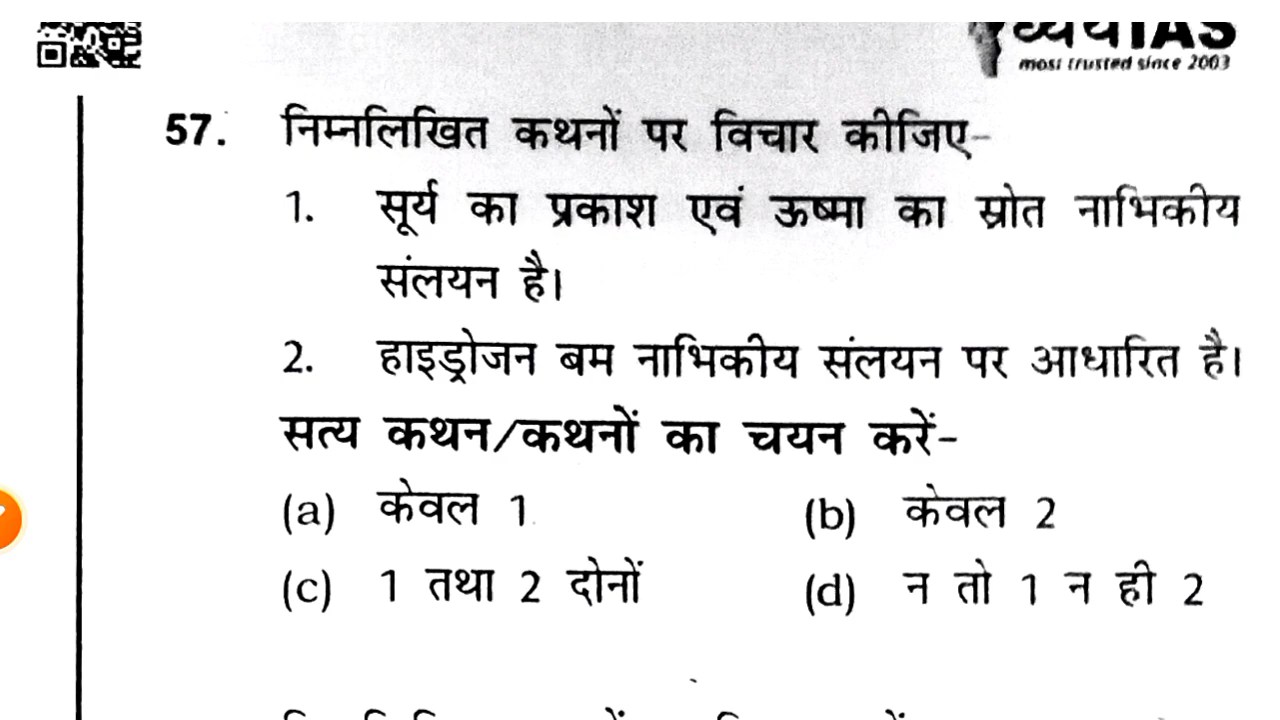 most trusted since 2003
57. निम्नलिखित कथनों पर विचार कीजिए–
1. सूर्य का प्रकाश एवं ऊष्मा का स्रोत नाभिकीय
संलयन है।
2. हाइड्रोजन बम नाभिकीय संलयन पर आधारित है।
सत्य कथन/कथनों का चयन करें–
(a) केवल 1 (b) केवल 2
(c) 1 तथा 2 दोनों (d) न तो 1 न ही 2